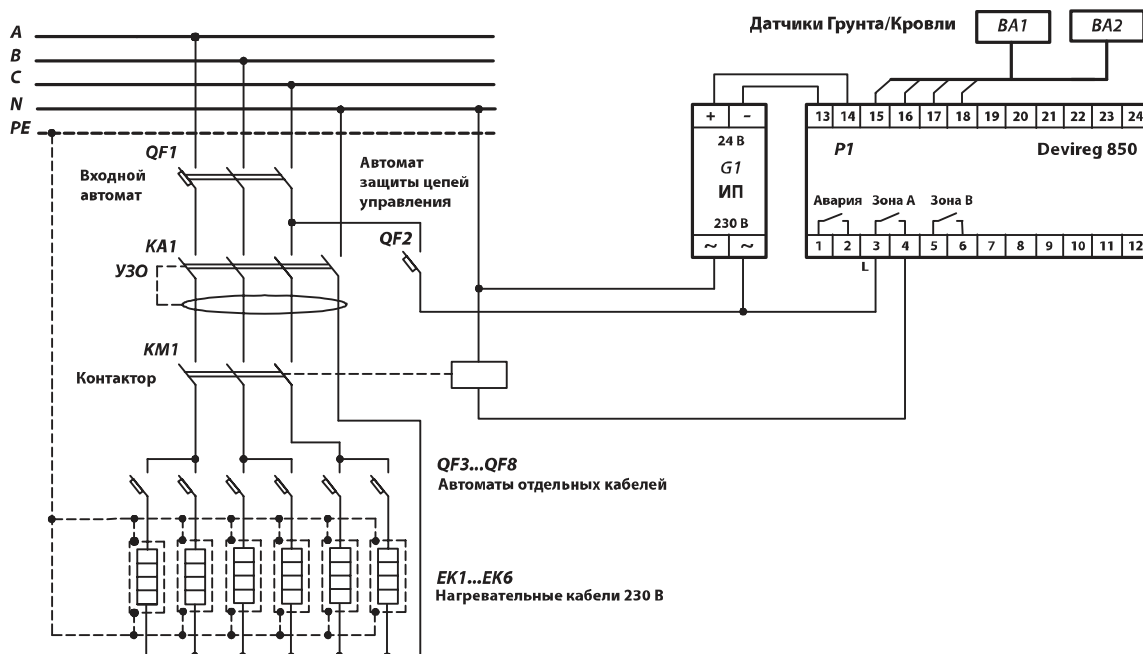 Датчики Грунта/Кровли
BA1
BA2
A
B
C
N
PE
QF1
Входной
автомат
Автомат
защиты цепей
управления
KA1
УЗО
QF2
KM1
Контактор
+ –
24 В
G1
ИП
230 В
~ ~
13 14 15 16 17 18 19 20 21 22 23 24
P1
Devireg 850
Авария Зона А Зона В
1 2 3 4 5 6 7 8 9 10 11 12
L
QF3...QF8
Автоматы отдельных кабелей
EK1...EK6
Нагревательные кабели 230 В